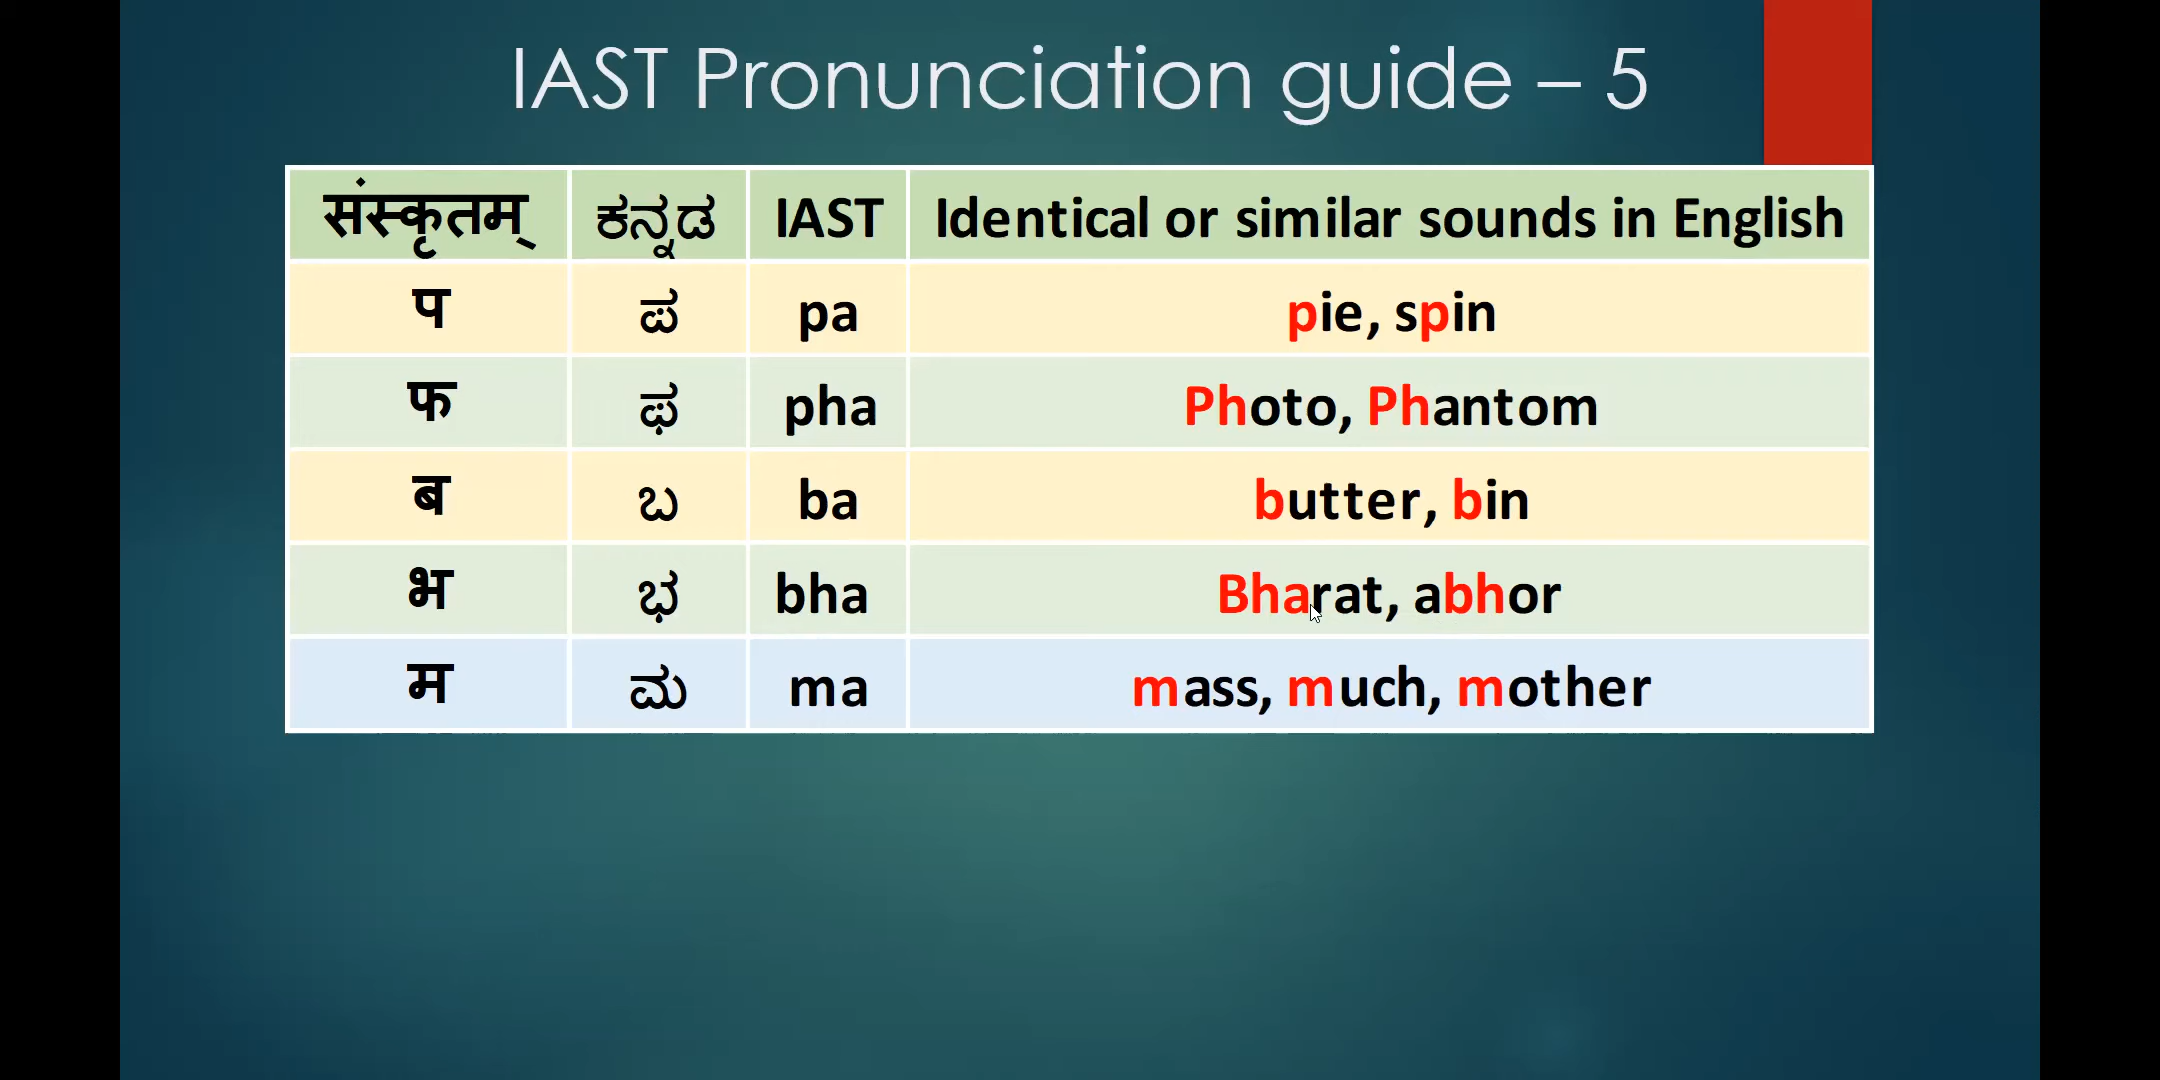 IAST Pronunciation guide – 5
संस्कृतम् ಕನ್ನಡ IAST Identical or similar sounds in English
प ಪ pa pie, spin
फ ಫ pha Photo, Phantom
ब ಬ ba butter, bin
भ ಭ bha Bharat, abhor
म ಮ ma mass, much, mother